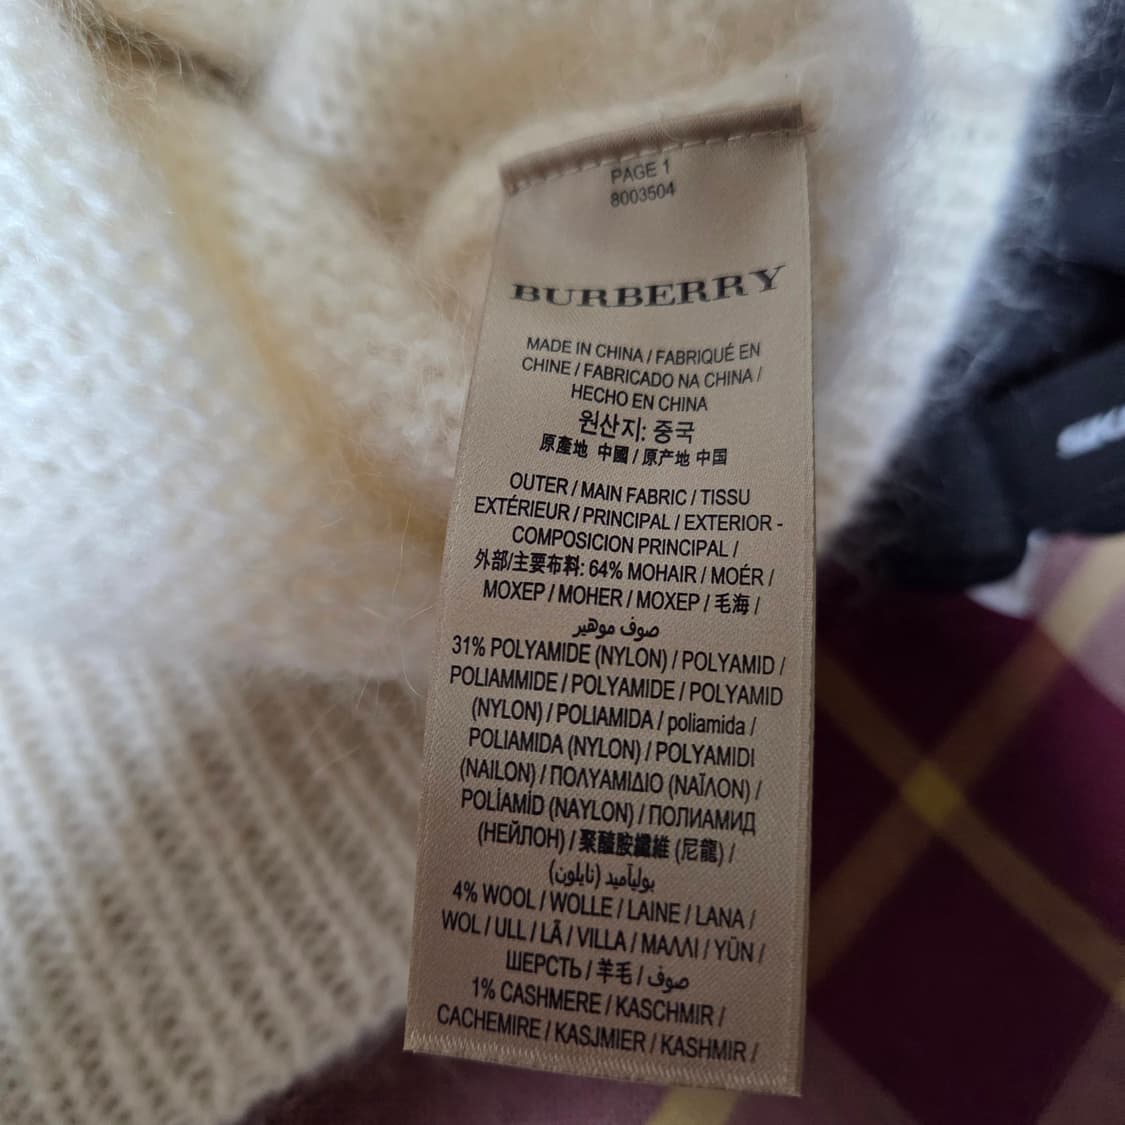 PAGE 1
8003504
BURBERRY
MADE IN CHINA / FABRIQUÉ EN
CHINE / FABRICADO NA CHINA /
HECHO EN CHINA
원산지: 중국
原產地 中國 / 原产地 中国
OUTER / MAIN FABRIC / TISSU
EXTÉRIEUR / PRINCIPAL / EXTERIOR -
COMPOSICION PRINCIPAL /
外部/主要布料: 64% MOHAIR / MOÉR /
MOXEP / MOHER / MOXEP / 毛海 /
صوف موهير
31% POLYAMIDE (NYLON) / POLYAMID /
POLIAMMIDE / POLYAMIDE / POLYAMID
(NYLON) / POLIAMIDA / poliamida /
POLIAMIDA (NYLON) / POLYAMIDI
(NAILON) / ΠΟΛΥΑΜΙΔΙΟ (ΝΑΪΛΟΝ) /
POLİAMİD (NAYLON) / ПОЛИАМИД
(НЕЙЛОН) / 聚醯胺纖維 (尼龍) /
بولياميد (نايلون)
4% WOOL / WOLLE / LAINE / LANA /
WOL / ULL / LÃ / VILLA / ΜΑΛΛΙ / YÜN /
ШЕРСТЬ / 羊毛 / صوف
1% CASHMERE / KASCHMIR /
CACHEMIRE / KASJMIER / KASHMIR /